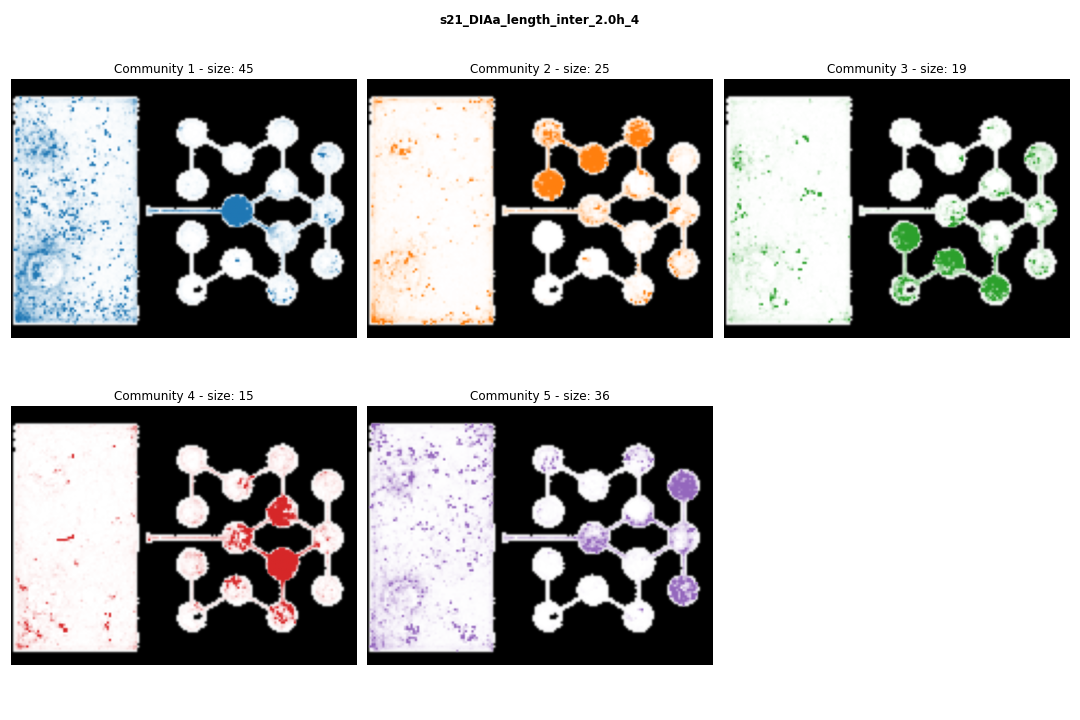 s21_DIAa_length_inter_2.0h_4
Community 1 - size: 45
Community 2 - size: 25
Community 3 - size: 19
Community 4 - size: 15
Community 5 - size: 36